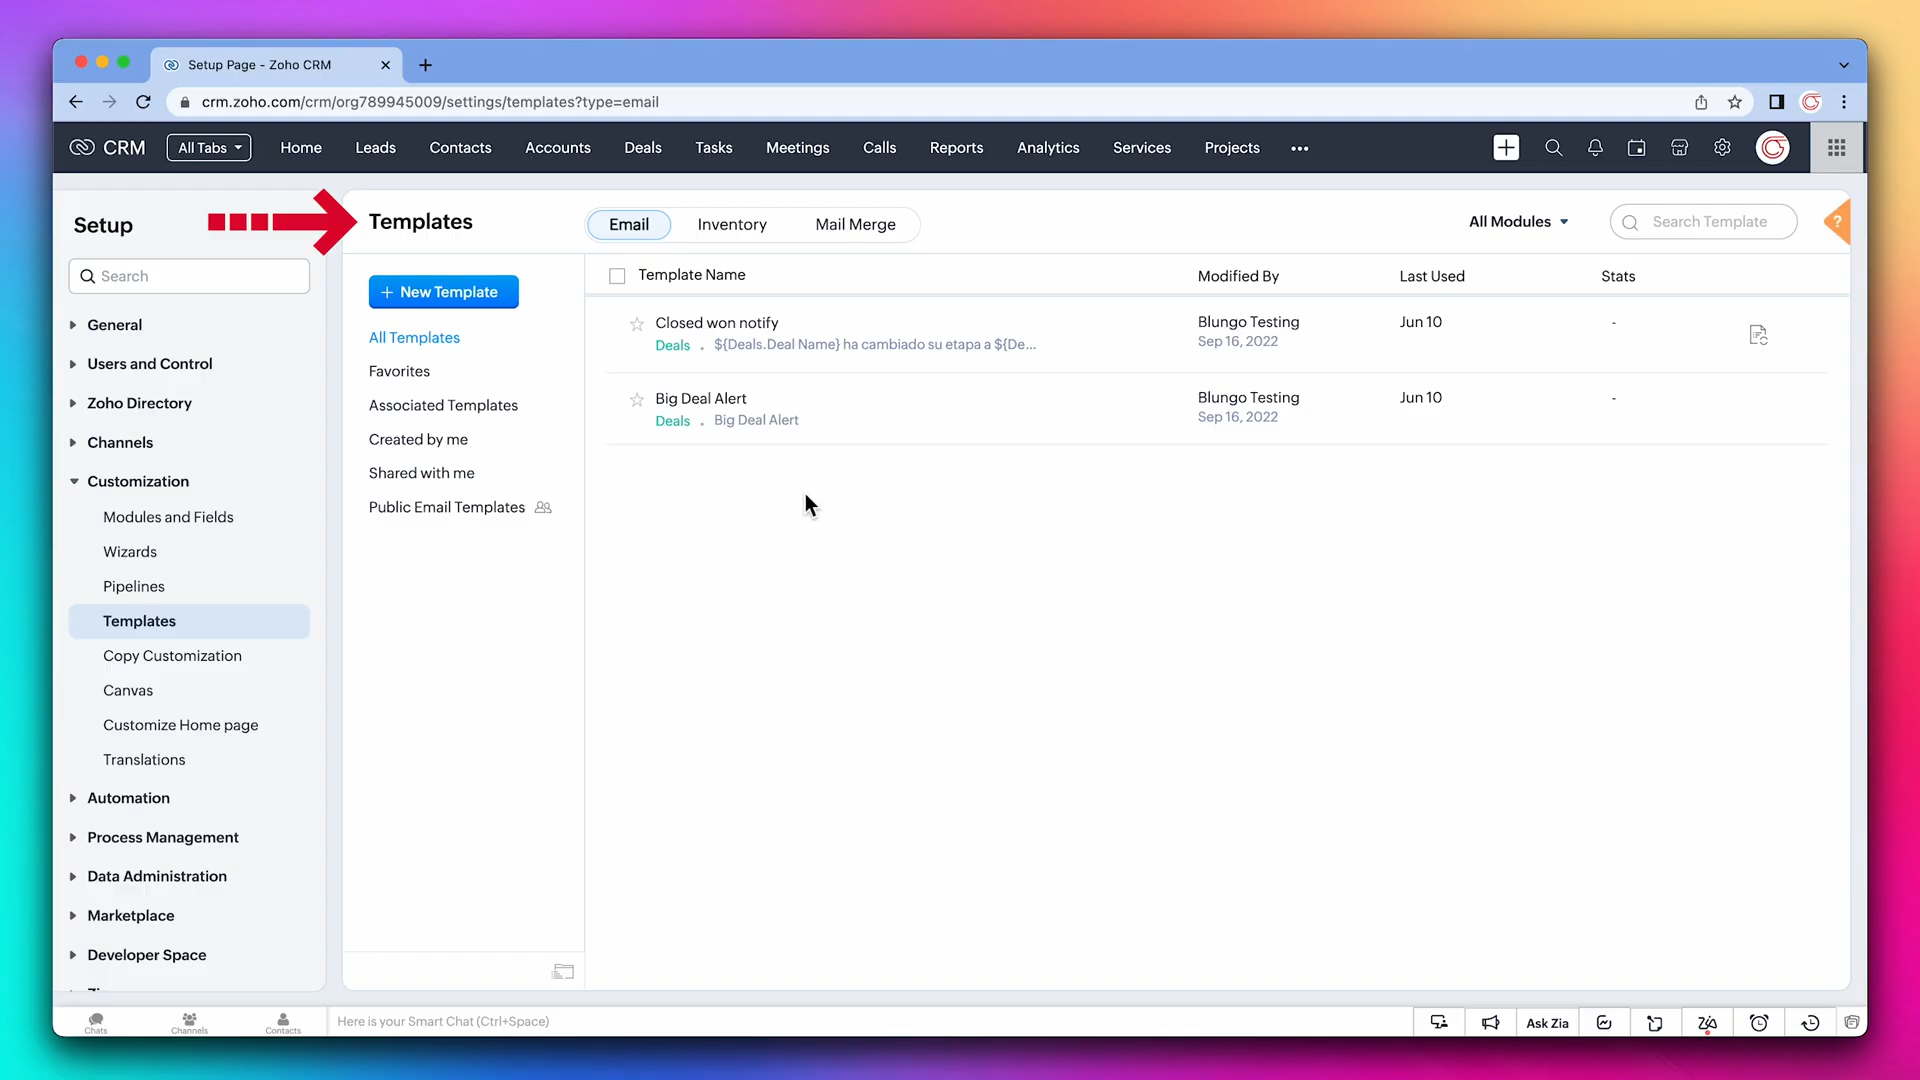 Setup Page - Zoho CRM
crm.zoho.com/crm/org789945009/settings/templates?type=email
CRM All Tabs Home Leads Contacts Accounts Deals Tasks Meetings Calls Reports Analytics Services Projects
Setup
Search
General
Users and Control
Zoho Directory
Channels
Customization
Modules and Fields
Wizards
Pipelines
Templates
Copy Customization
Canvas
Customize Home page
Translations
Automation
Process Management
Data Administration
Marketplace
Developer Space
Templates
Email Inventory Mail Merge
All Modules
Search Template
?
+ New Template
All Templates
Favorites
Associated Templates
Created by me
Shared with me
Public Email Templates
Template Name Modified By Last Used Stats
Closed won notify Blungo Testing Jun 10 -
Deals . ${Deals.Deal Name} ha cambiado su etapa a ${De... Sep 16, 2022
Big Deal Alert Blungo Testing Jun 10 -
Deals . Big Deal Alert Sep 16, 2022
Chats Channels Contacts
Here is your Smart Chat (Ctrl+Space)
Ask Zia